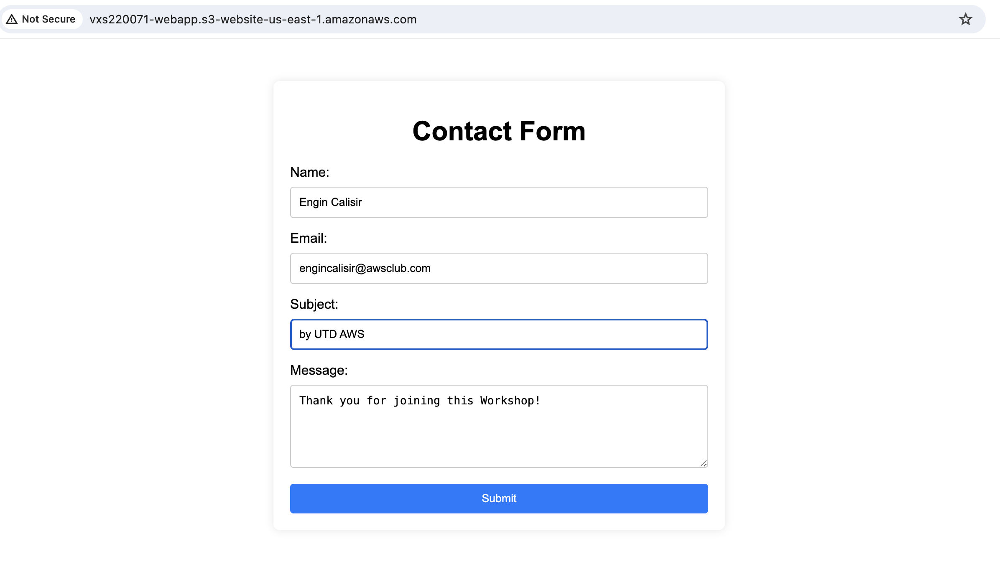 Not Secure vxs220071-webapp.s3-website-us-east-1.amazonaws.com
Contact Form
Name:
Engin Calisir
Email:
engincalisir@awsclub.com
Subject:
by UTD AWS
Message:
Thank you for joining this Workshop!
Submit